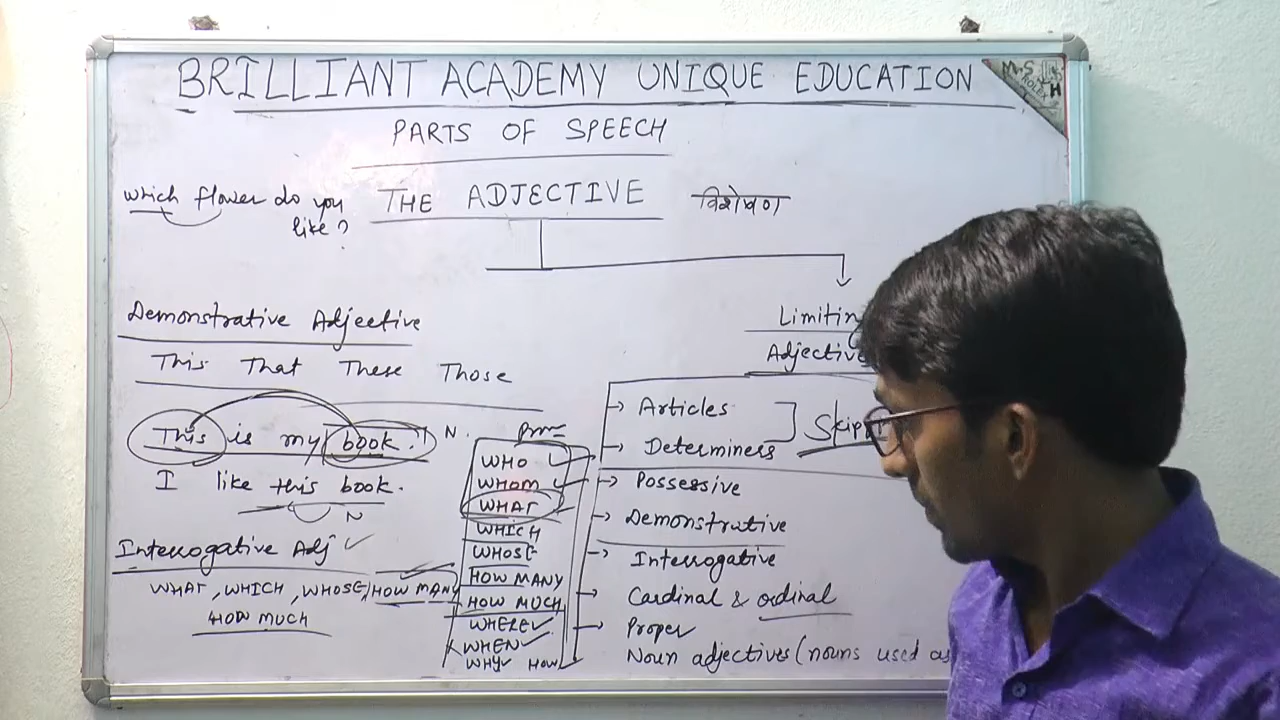 BRILLIANT ACADEMY UNIQUE EDUCATION
PARTS OF SPEECH
which flower do you like?
THE ADJECTIVE विशेषण
Demonstrative Adjective
This That These Those
This is my book. N.
I like this book.
N
Interrogative Adj
WHAT, WHICH, WHOSE, HOW MANY
HOW MUCH
WHO
WHOM
WHAT
WHICH
WHOSE
HOW MANY
HOW MUCH
WHERE
WHEN
WHY HOW
Limiting
Adjective
Articles
Determiners
Skip
Possessive
Demonstrative
Interrogative
Cardinal & ordinal
Proper
Noun adjectives (nouns used as